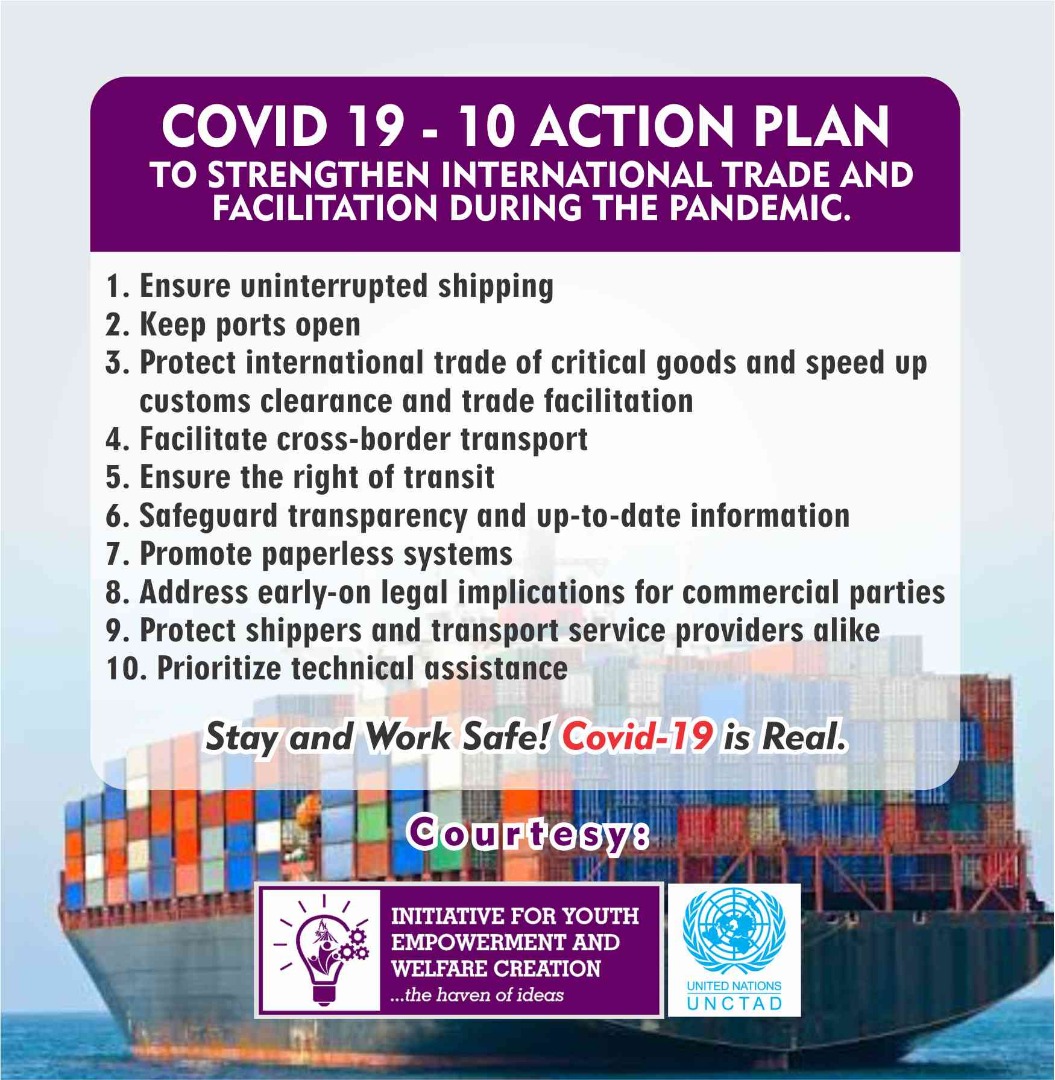 COVID 19 - 10 ACTION PLAN
TO STRENGTHEN INTERNATIONAL TRADE AND
FACILITATION DURING THE PANDEMIC.
1. Ensure uninterrupted shipping
2. Keep ports open
3. Protect international trade of critical goods and speed up
customs clearance and trade facilitation
4. Facilitate cross-border transport
5. Ensure the right of transit
6. Safeguard transparency and up-to-date information
7. Promote paperless systems
8. Address early-on legal implications for commercial parties
9. Protect shippers and transport service providers alike
10. Prioritize technical assistance
Stay and Work Safe! Covid-19 is Real.
Courtesy:
INITIATIVE FOR YOUTH
EMPOWERMENT AND
WELFARE CREATION
...the haven of ideas
UNITED NATIONS
UNCTAD